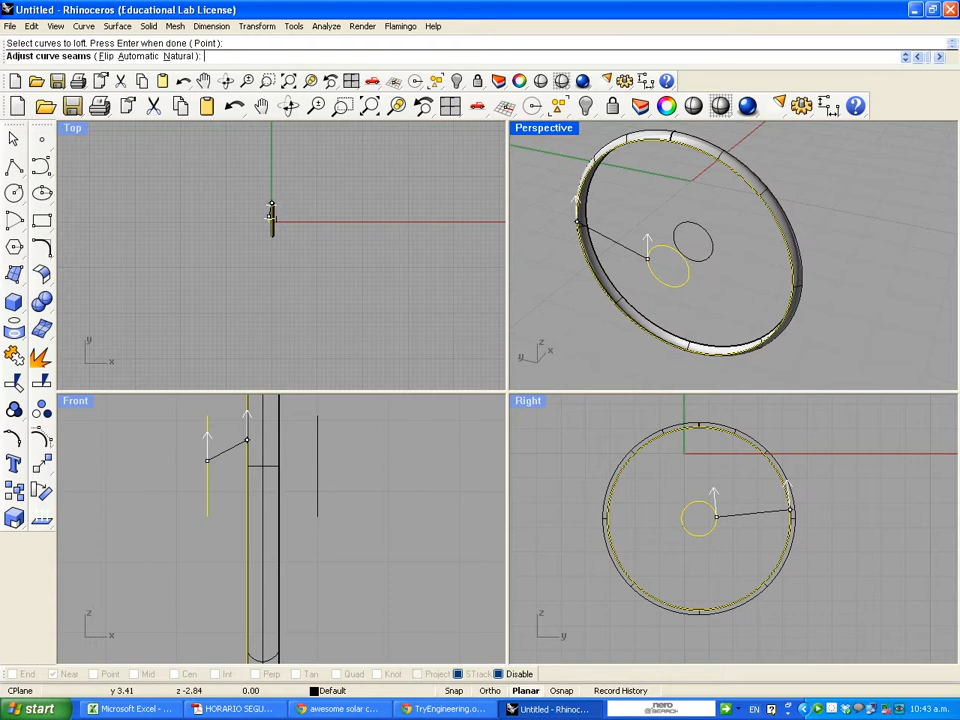 Untitled - Rhinoceros (Educational Lab License)
File Edit View Curve Surface Solid Mesh Dimension Transform Tools Analyze Render Flamingo Help
Select curves to loft. Press Enter when done ( Point ):
Adjust curve seams ( Flip Automatic Natural ):
Top
Perspective
y
x
z
y
x
Front
Right
z
x
z
y
End Near Point Mid Cen Int Perp Tan Quad Knot Project STrack Disable
CPlane y 3.41 z -2.84 0.00 Default Snap Ortho Planar Osnap Record History
start Microsoft Excel - ... HORARIO SEGU... awesome solar c... TryEngineering.o... Untitled - Rhinoc... nero SEARCH EN 10:43 a.m.